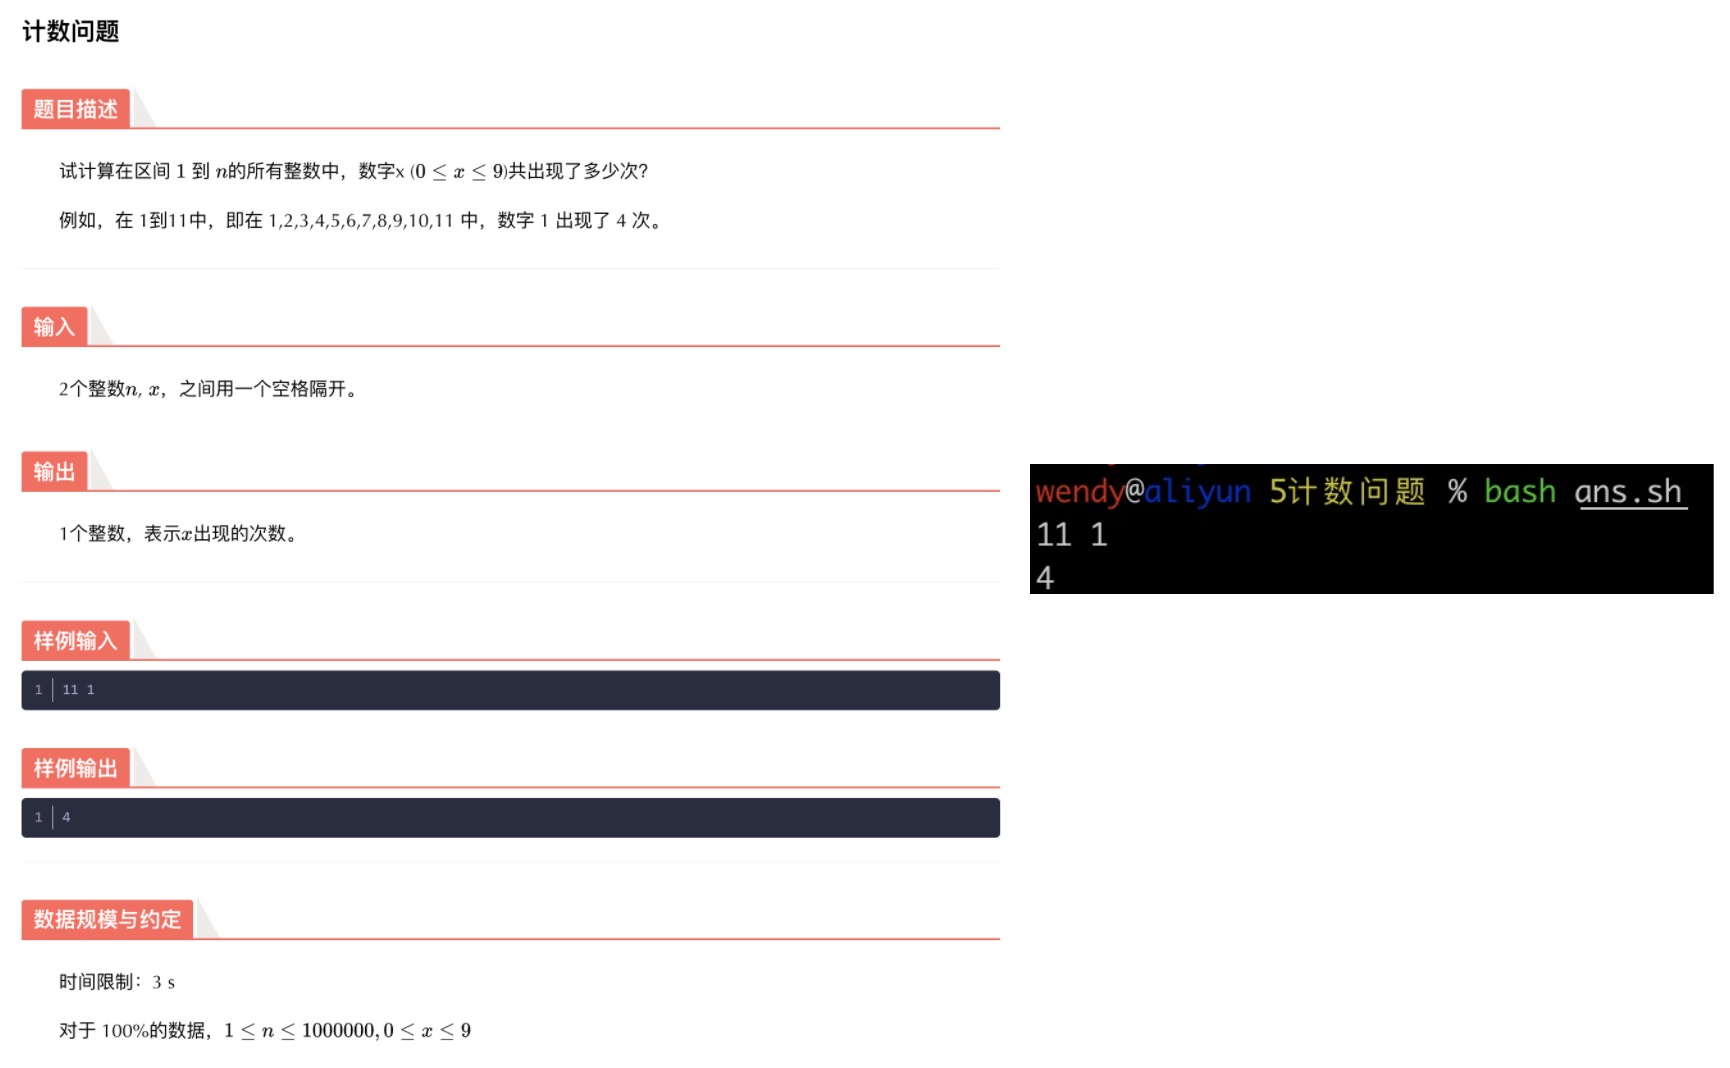 计数问题
题目描述
试计算在区间 1 到 n的所有整数中，数字x (0 ≤ x ≤ 9)共出现了多少次?
例如，在 1到11中，即在 1,2,3,4,5,6,7,8,9,10,11 中，数字 1 出现了 4 次。
输入
2个整数n, x，之间用一个空格隔开。
输出
1个整数，表示x出现的次数。
样例输入
1 11 1
样例输出
1 4
数据规模与约定
时间限制：3 s
对于 100%的数据，1 ≤ n ≤ 1000000, 0 ≤ x ≤ 9
wendy@aliyun 5计数问题 % bash ans.sh
11 1
4